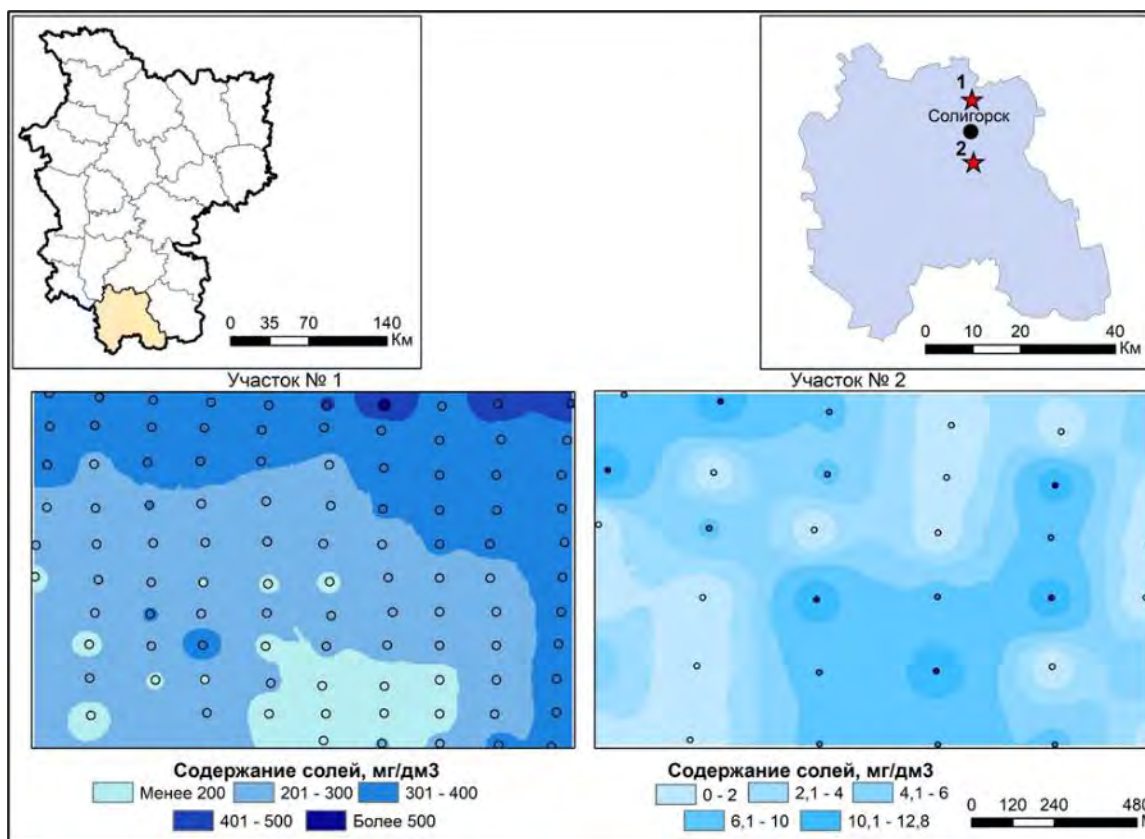 0 35 70 140
Км
1
Солигорск
2
0 10 20 40
Км
Участок № 1
Участок № 2
Содержание солей, мг/дм3
Менее 200 201 - 300 301 - 400
401 - 500 Более 500
Содержание солей, мг/дм3
0 - 2 2,1 - 4 4,1 - 6
6,1 - 10 10,1 - 12,8
0 120 240 480